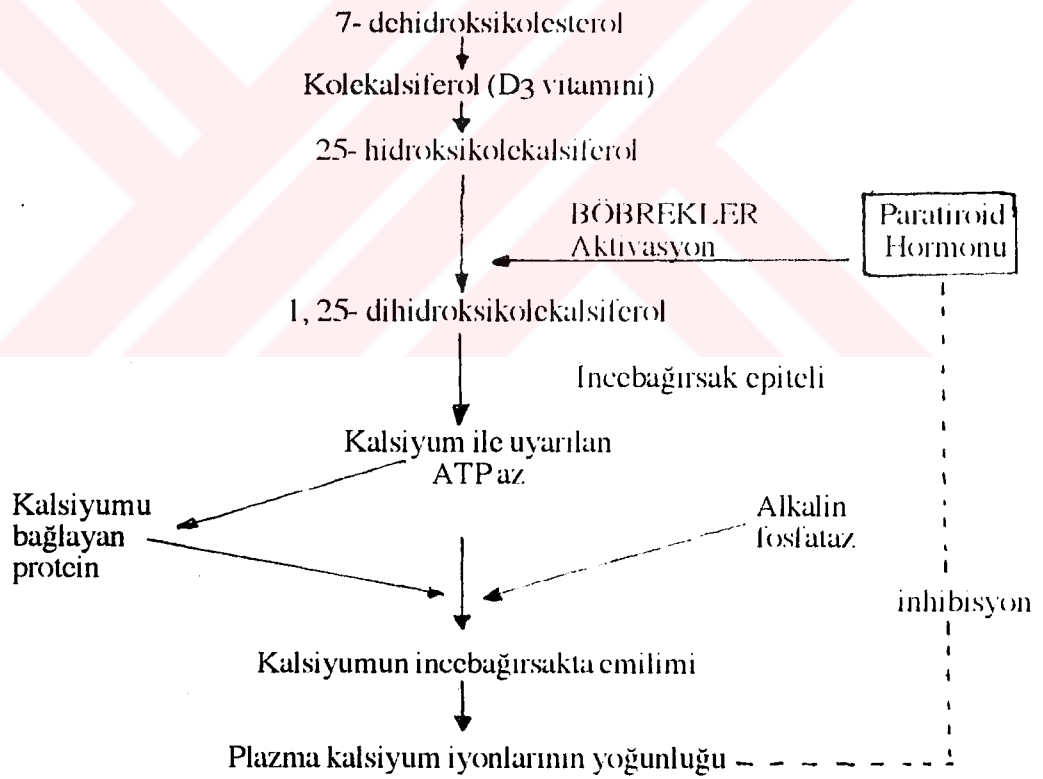 7- dehidroksikolesterol
Kolekalsiferol (D3 vitamini)
25- hidroksikolekalsiferol
BÖBREKLER
Aktivasyon
Paratiroid
Hormonu
1, 25- dihidroksikolekalsiferol
İncebağırsak epiteli
Kalsiyum ile uyarılan
ATPaz
Kalsiyumu
bağlayan
protein
Alkalin
fosfataz
inhibisyon
Kalsiyumun incebağırsakta emilimi
Plazma kalsiyum iyonlarının yoğunluğu